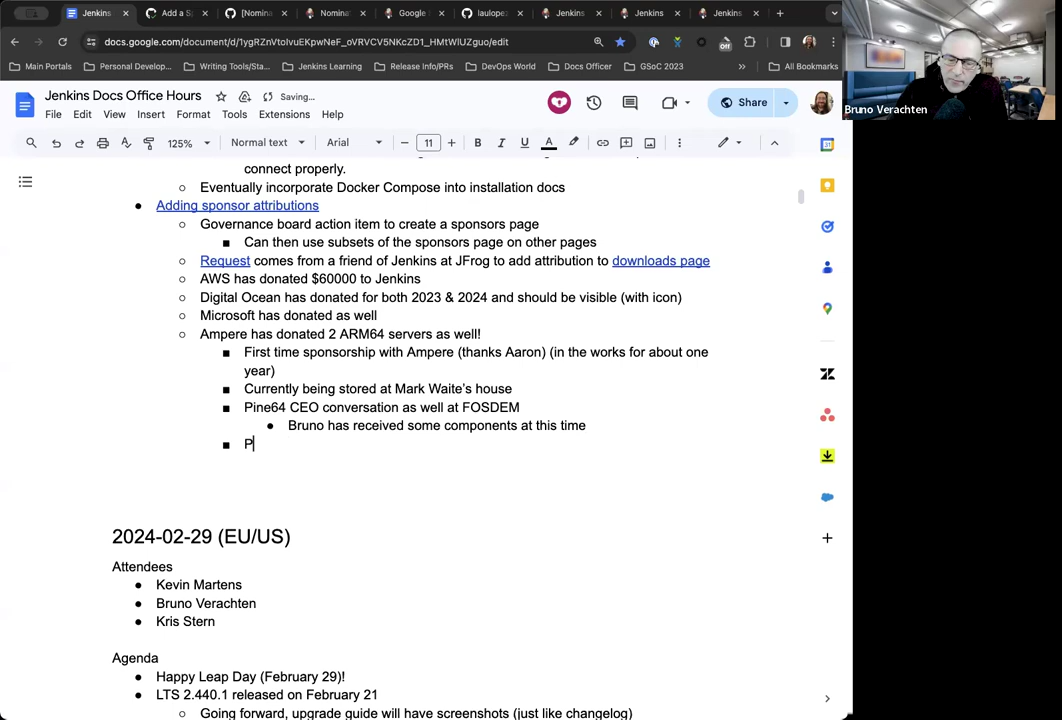 Jenkins
Add a S
[Nomina
Nomina
Google
laulopez
Jenkins
Jenkins
Jenkins
docs.google.com/document/d/1ygRZnVtoIvuEKpwNeF_oVRVCV5NKcZD1_HMtWlUZguo/edit
Main Portals
Personal Develop...
Writing Tools/Sta...
Jenkins Learning
Release Info/PRs
DevOps World
Docs Officer
GSoC 2023
All Bookmarks
Bruno Verachten
Jenkins Docs Office Hours
Saving...
File Edit View Insert Format Tools Extensions Help
Share
125% Normal text Arial 11 B I U A
connect properly.
Eventually incorporate Docker Compose into installation docs
Adding sponsor attributions
Governance board action item to create a sponsors page
Can then use subsets of the sponsors page on other pages
Request comes from a friend of Jenkins at JFrog to add attribution to downloads page
AWS has donated $60000 to Jenkins
Digital Ocean has donated for both 2023 & 2024 and should be visible (with icon)
Microsoft has donated as well
Ampere has donated 2 ARM64 servers as well!
First time sponsorship with Ampere (thanks Aaron) (in the works for about one
year)
Currently being stored at Mark Waite's house
Pine64 CEO conversation as well at FOSDEM
Bruno has received some components at this time
P
2024-02-29 (EU/US)
Attendees
Kevin Martens
Bruno Verachten
Kris Stern
Agenda
Happy Leap Day (February 29)!
LTS 2.440.1 released on February 21
Going forward, upgrade guide will have screenshots (just like changelog)